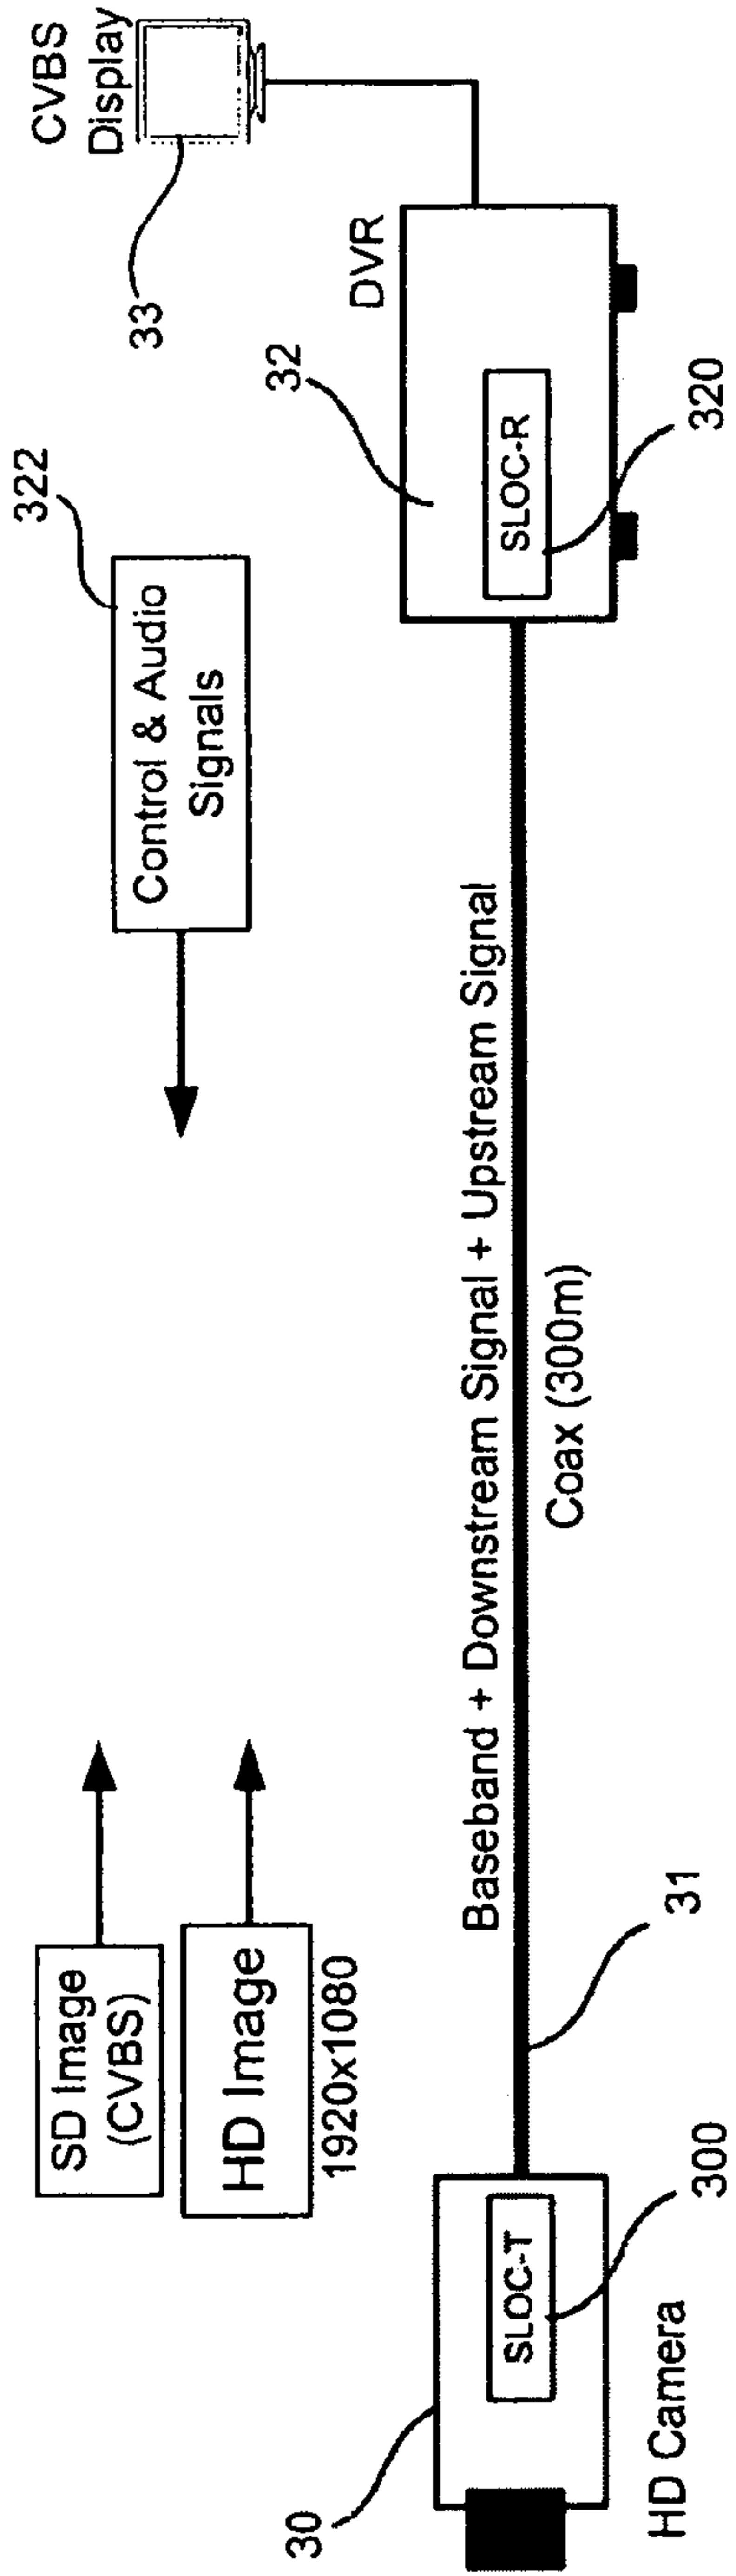 SD Image
(CVBS)
HD Image
1920x1080
Control & Audio
Signals
322
CVBS
Display
33
30
SLOC-T
300
HD Camera
Baseband + Downstream Signal + Upstream Signal
31
Coax (300m)
32
DVR
SLOC-R
320